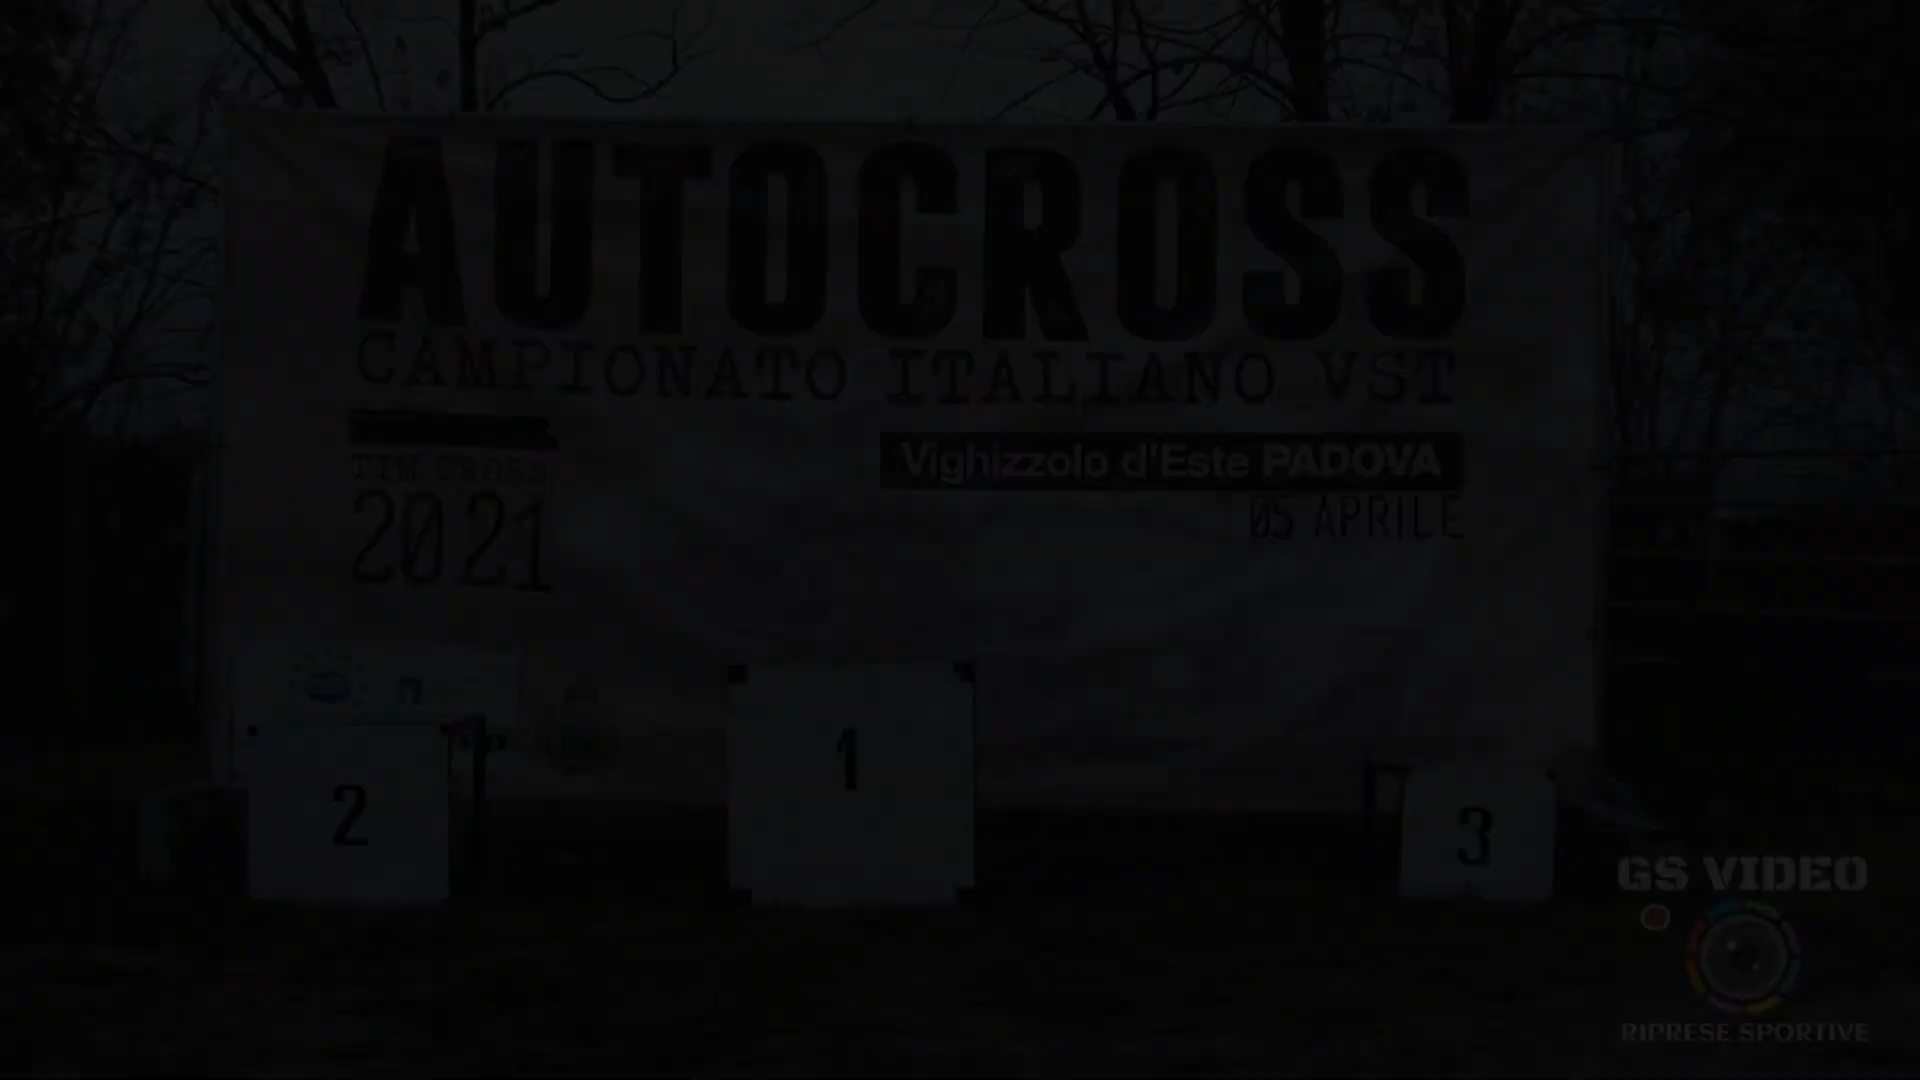 AUTOCROSS
CAMPIONATO ITALIANO VST
Vighizzolo d'Este PADOVA
05 APRILE
2021
1
2
3
GS VIDEO
RIPRESE SPORTIVE